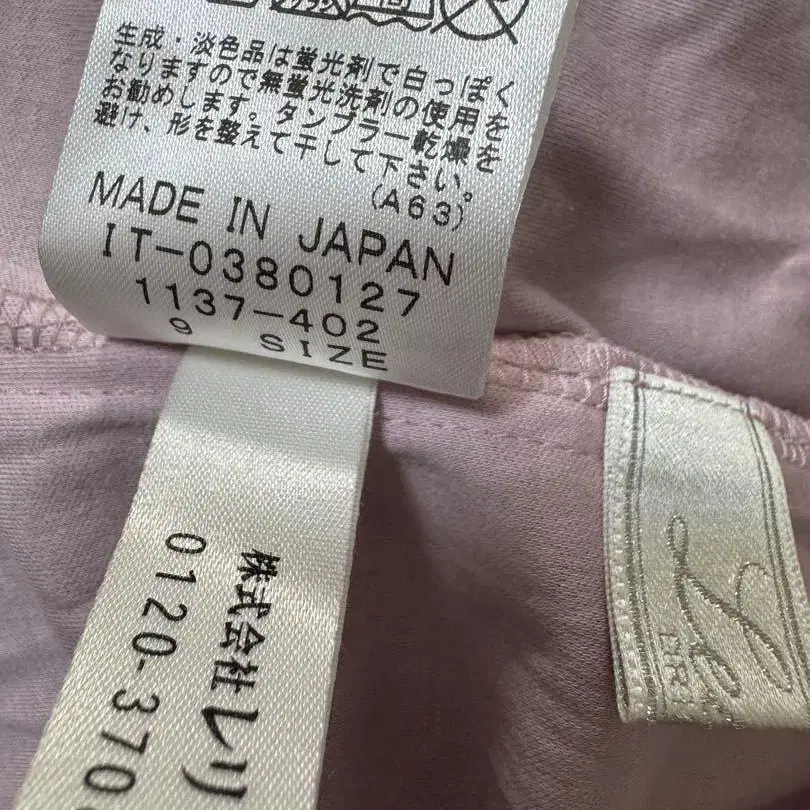 生成・淡色品は蛍光剤で白っぽく
なりますので無蛍光洗剤の使用を
お勧めします。タンブラー乾燥を
避け、形を整えて干して下さい。
(A63)
MADE IN JAPAN
IT-0380127
1137-402
9 SIZE
株式会社レリ
0120-370